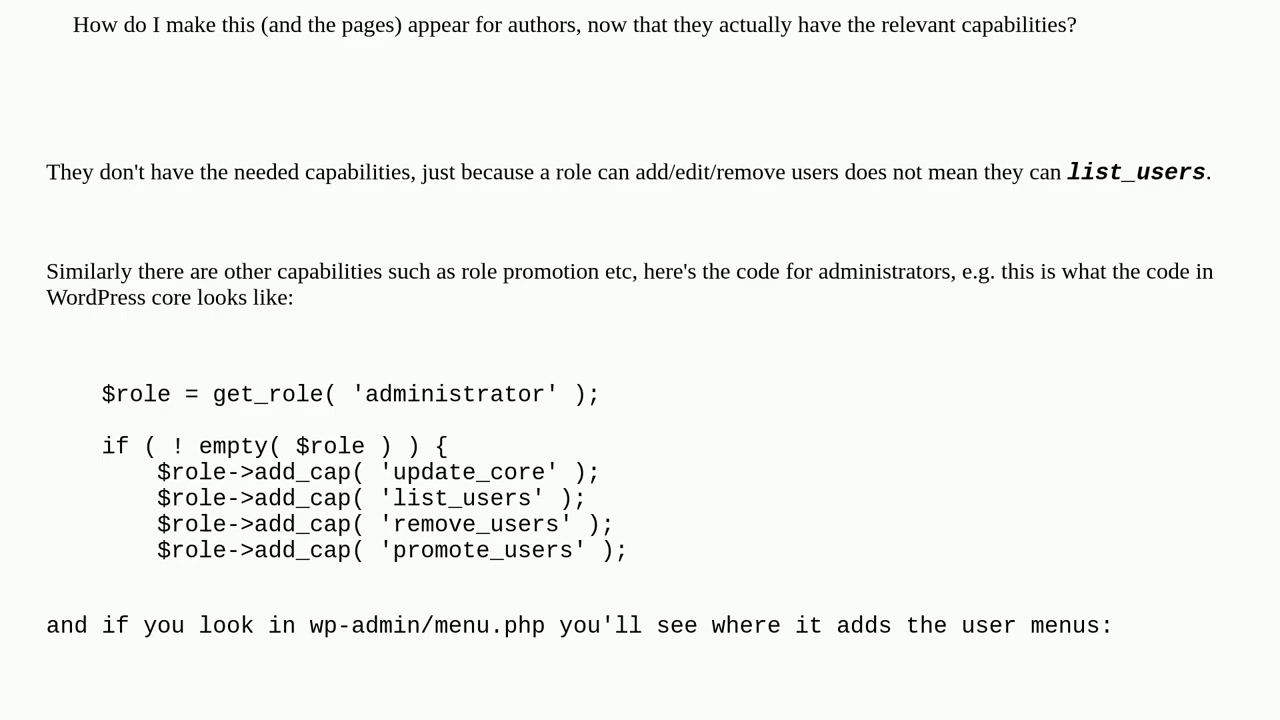 How do I make this (and the pages) appear for authors, now that they actually have the relevant capabilities?
They don't have the needed capabilities, just because a role can add/edit/remove users does not mean they can list_users.
Similarly there are other capabilities such as role promotion etc, here's the code for administrators, e.g. this is what the code in
WordPress core looks like:
$role = get_role( 'administrator' );
if ( ! empty( $role ) ) {
    $role->add_cap( 'update_core' );
    $role->add_cap( 'list_users' );
    $role->add_cap( 'remove_users' );
    $role->add_cap( 'promote_users' );
and if you look in wp-admin/menu.php you'll see where it adds the user menus: